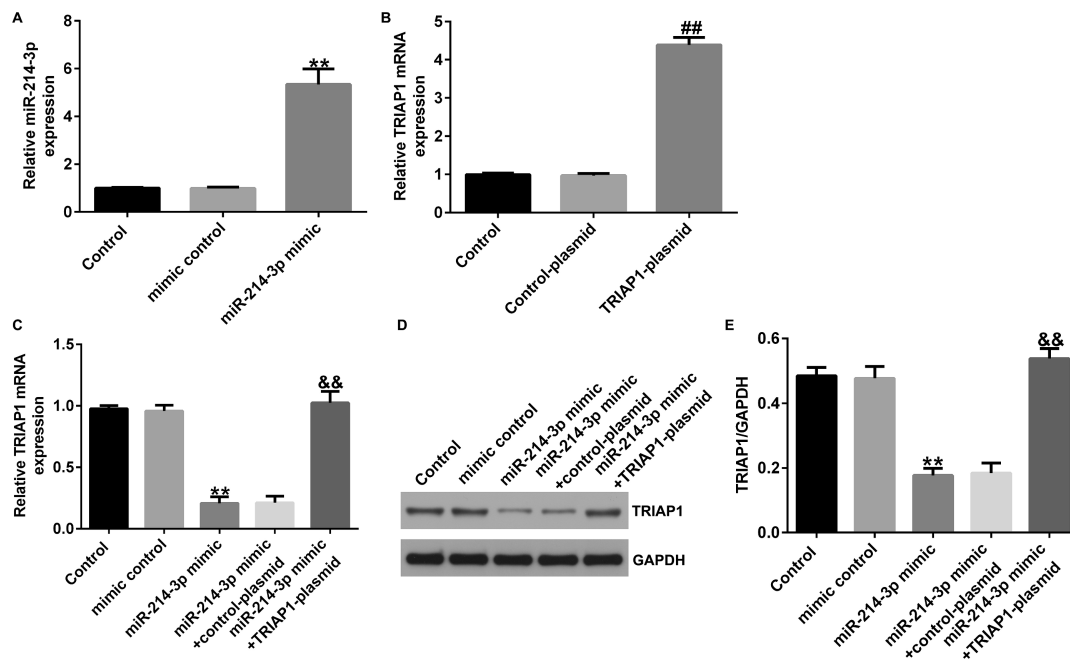 A
Relative miR-214-3p
expression
8
6
4
2
0
**
Control
mimic control
miR-214-3p mimic
B
Relative TRIAP1 mRNA
expression
5
4
3
2
1
0
##
Control
Control-plasmid
TRIAP1-plasmid
C
Relative TRIAP1 mRNA
expression
1.5
1.0
0.5
0.0
**
&&
Control
mimic control
miR-214-3p mimic
miR-214-3p mimic
+control-plasmid
miR-214-3p mimic
+TRIAP1-plasmid
D
Control
mimic control
miR-214-3p mimic
miR-214-3p mimic
+control-plasmid
miR-214-3p mimic
+TRIAP1-plasmid
TRIAP1
GAPDH
E
TRIAP1/GAPDH
0.6
0.4
0.2
0.0
**
&&
Control
mimic control
miR-214-3p mimic
miR-214-3p mimic
+control-plasmid
miR-214-3p mimic
+TRIAP1-plasmid